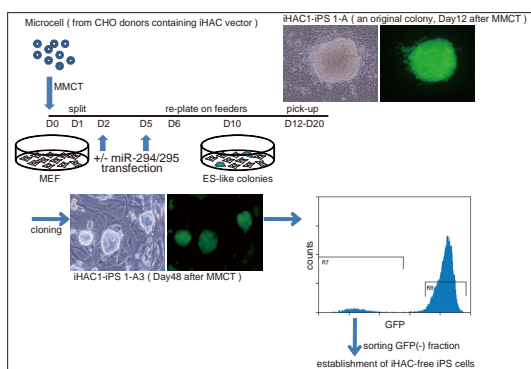 Microcell ( from CHO donors containing iHAC vector )
iHAC1-iPS 1-A ( an original colony, Day12 after MMCT )
MMCT
split
re-plate on feeders
pick-up
D0
D1
D2
D5
D6
D10
D12-D20
+/- miR-294/295
transfection
MEF
ES-like colonies
cloning
iHAC1-iPS 1-A3 ( Day48 after MMCT )
counts
R7
R8
GFP
sorting GFP(-) fraction
establishment of iHAC-free iPS cells